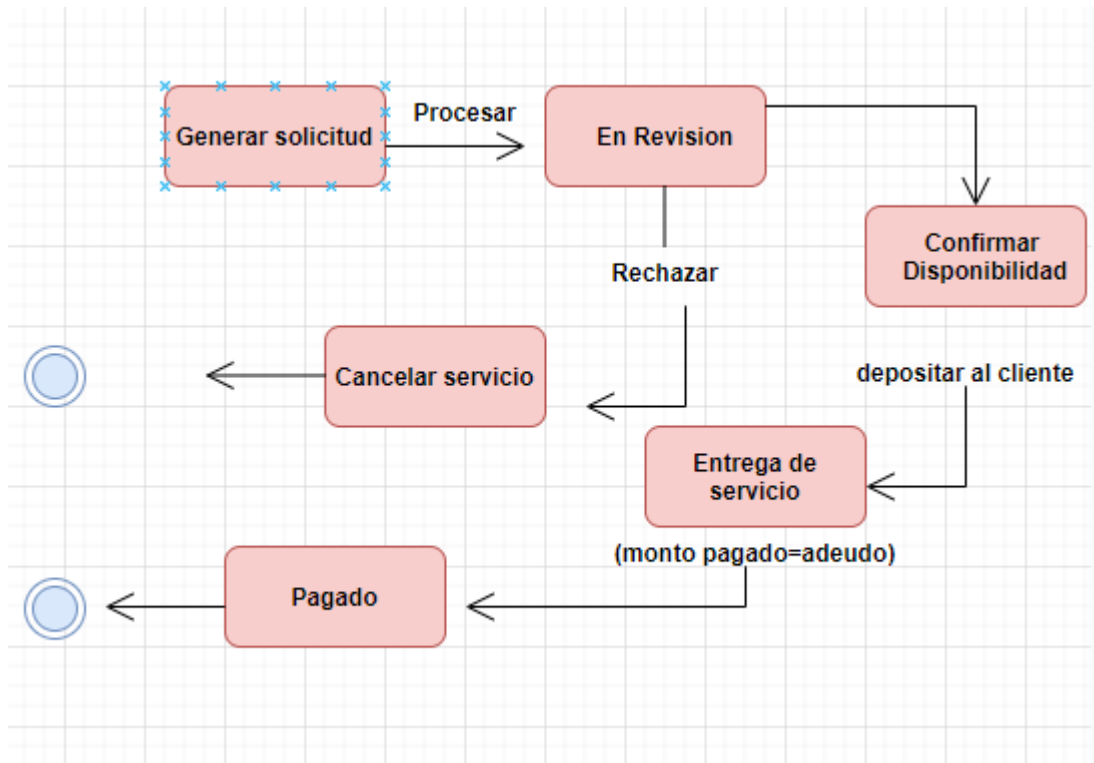 Procesar
Generar solicitud
En Revision
Confirmar
Disponibilidad
Rechazar
Cancelar servicio
depositar al cliente
Entrega de
servicio
(monto pagado=adeudo)
Pagado